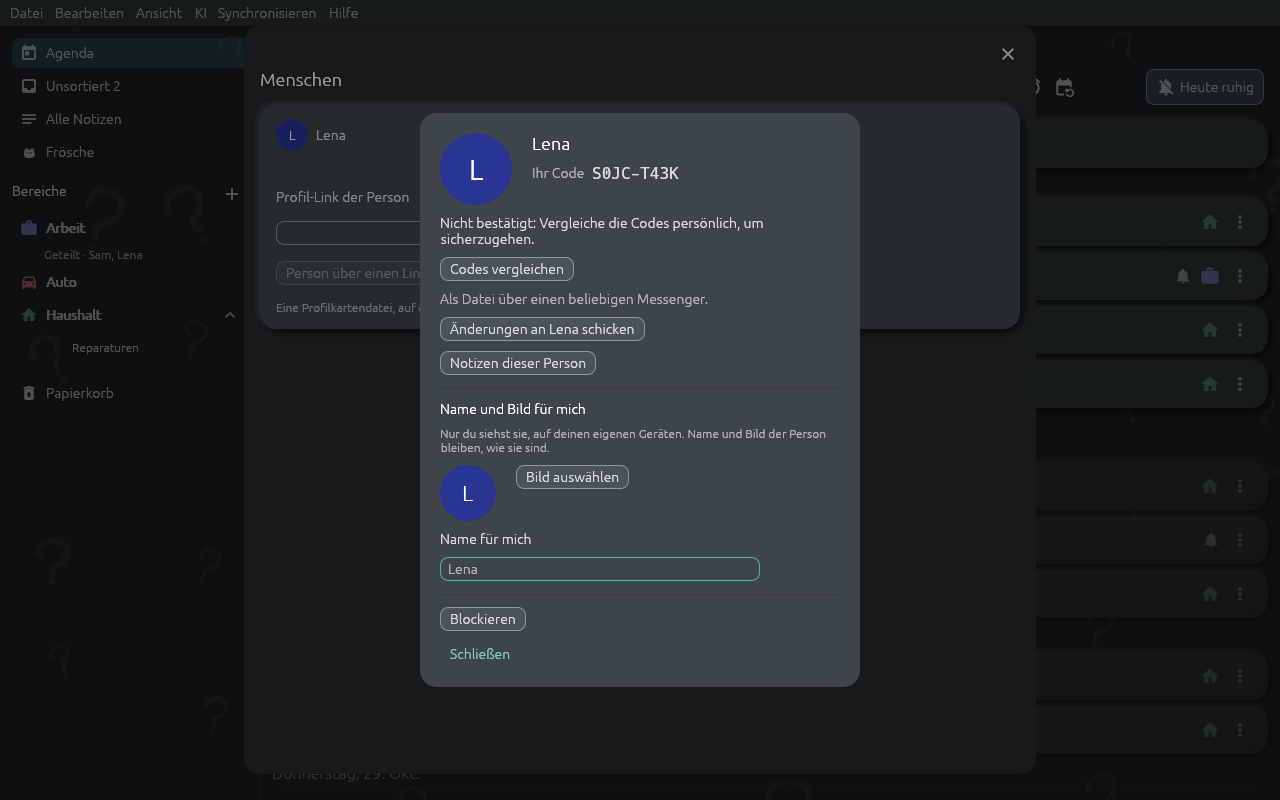 Datei Bearbeiten Ansicht KI Synchronisieren Hilfe
Agenda
Unsortiert 2
Alle Notizen
Frösche
Bereiche
Arbeit
Geteilt · Sam, Lena
Auto
Haushalt
Reparaturen
Papierkorb
Menschen
Heute ruhig
L Lena
Profil-Link der Person
Person über einen Lin
Eine Profilkartendatei, auf
L
Lena
Ihr Code S0JC-T43K
Nicht bestätigt: Vergleiche die Codes persönlich, um
sicherzugehen.
Codes vergleichen
Als Datei über einen beliebigen Messenger.
Änderungen an Lena schicken
Notizen dieser Person
Name und Bild für mich
Nur du siehst sie, auf deinen eigenen Geräten. Name und Bild der Person
bleiben, wie sie sind.
L
Bild auswählen
Name für mich
Lena
Blockieren
Schließen
Donnerstag, 29. Okt.